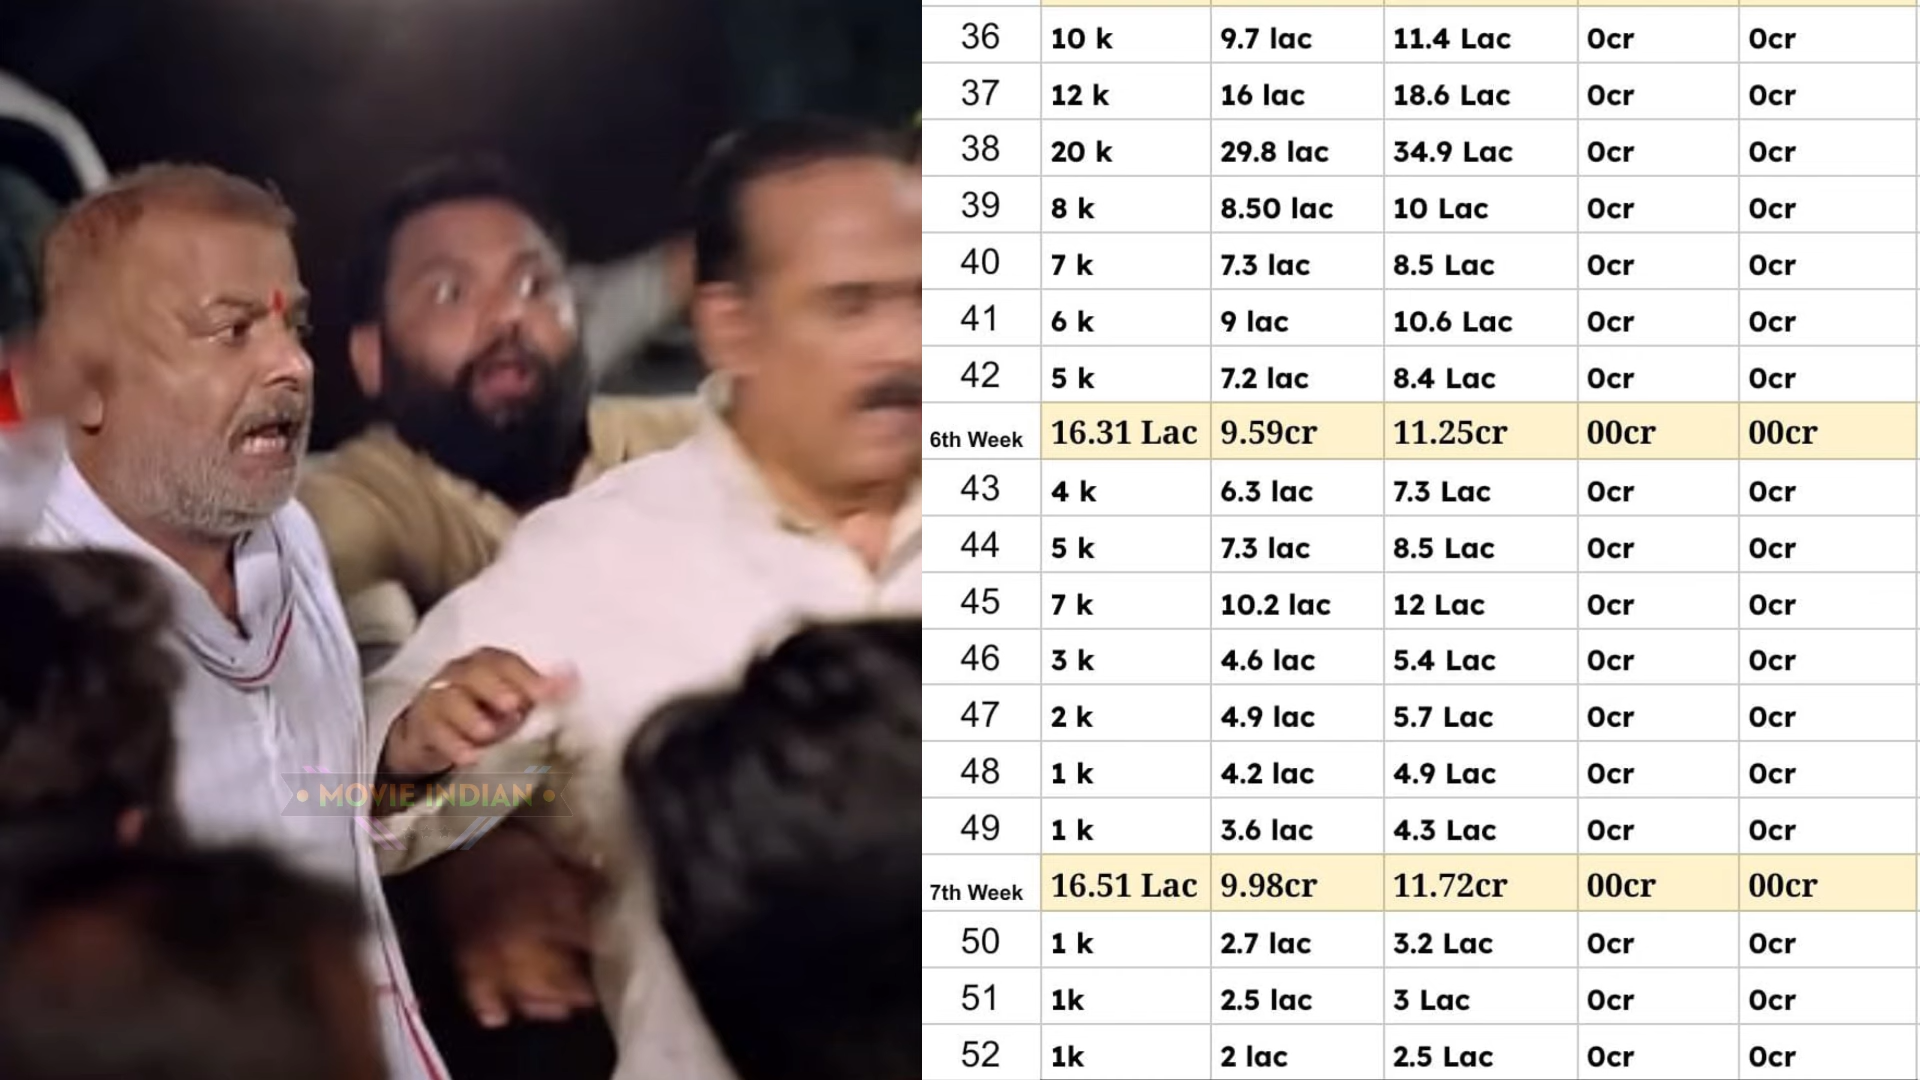 • MOVIE INDIAN •
36 10 k 9.7 lac 11.4 Lac 0cr 0cr
37 12 k 16 lac 18.6 Lac 0cr 0cr
38 20 k 29.8 lac 34.9 Lac 0cr 0cr
39 8 k 8.50 lac 10 Lac 0cr 0cr
40 7 k 7.3 lac 8.5 Lac 0cr 0cr
41 6 k 9 lac 10.6 Lac 0cr 0cr
42 5 k 7.2 lac 8.4 Lac 0cr 0cr
6th Week 16.31 Lac 9.59cr 11.25cr 00cr 00cr
43 4 k 6.3 lac 7.3 Lac 0cr 0cr
44 5 k 7.3 lac 8.5 Lac 0cr 0cr
45 7 k 10.2 lac 12 Lac 0cr 0cr
46 3 k 4.6 lac 5.4 Lac 0cr 0cr
47 2 k 4.9 lac 5.7 Lac 0cr 0cr
48 1 k 4.2 lac 4.9 Lac 0cr 0cr
49 1 k 3.6 lac 4.3 Lac 0cr 0cr
7th Week 16.51 Lac 9.98cr 11.72cr 00cr 00cr
50 1 k 2.7 lac 3.2 Lac 0cr 0cr
51 1k 2.5 lac 3 Lac 0cr 0cr
52 1k 2 lac 2.5 Lac 0cr 0cr